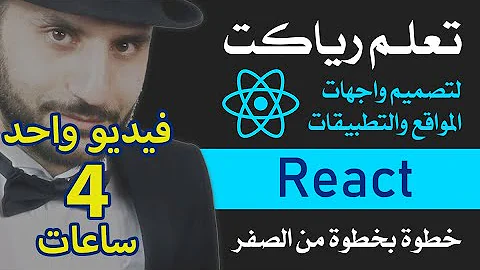 تعلم رياكت
لتصميم واجهات
المواقع والتطبيقات
React
خطوة بخطوة من الصفر
فيديو واحد
4
ساعات